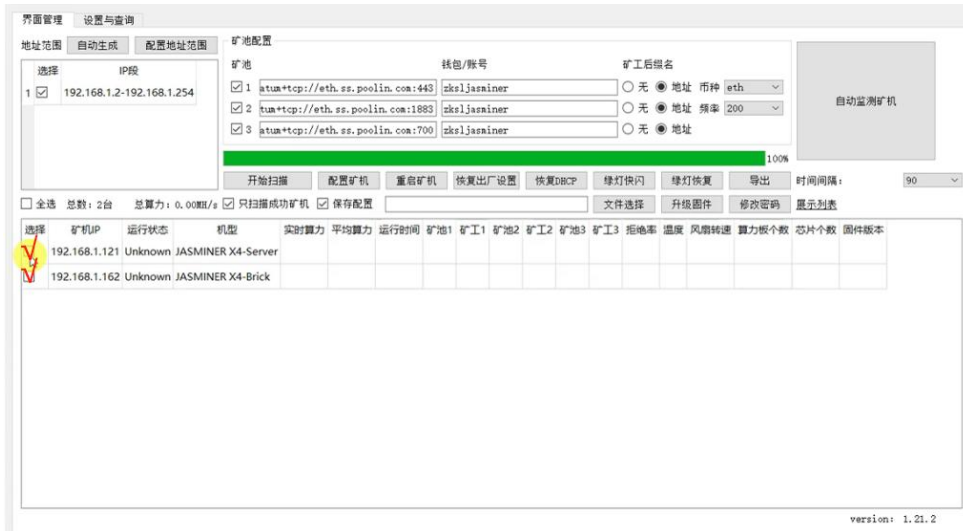 界面管理 设置与查询
地址范围 自动生成 配置地址范围
选择 IP段
1 192.168.1.2-192.168.1.254
矿池配置
矿池 钱包/账号 矿工后缀名
1 atum+tcp://eth.ss.poolin.com:443 zksljasminer 无 地址 币种 eth
2 tum+tcp://eth.ss.poolin.com:1883 zksljasminer 无 地址 频率 200
3 atum+tcp://eth.ss.poolin.com:700 zksljasminer 无 地址
自动监测矿机
100%
开始扫描 配置矿机 重启矿机 恢复出厂设置 恢复DHCP 绿灯快闪 绿灯恢复 导出 时间间隔: 90
全选 总数: 2台 总算力: 0.00MH/s 只扫描成功矿机 保存配置 文件选择 升级固件 修改密码 展示列表
选择 矿机IP 运行状态 机型 实时算力 平均算力 运行时间 矿池1 矿工1 矿池2 矿工2 矿池3 矿工3 拒绝率 温度 风扇转速 算力板个数 芯片个数 固件版本
192.168.1.121 Unknown JASMINER X4-Server
192.168.1.162 Unknown JASMINER X4-Brick
version: 1.21.2